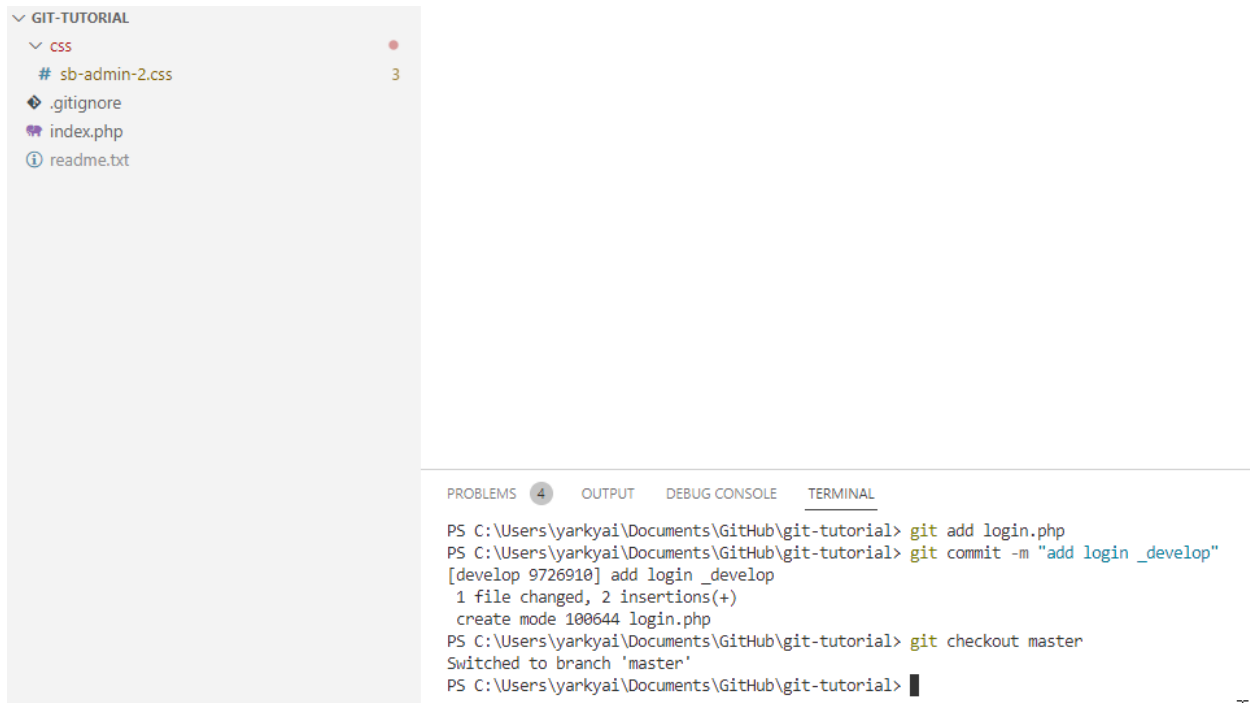 GIT-TUTORIAL
css
# sb-admin-2.css 3
.gitignore
index.php
readme.txt
PROBLEMS 4 OUTPUT DEBUG CONSOLE TERMINAL
PS C:\Users\yarkyai\Documents\GitHub\git-tutorial> git add login.php
PS C:\Users\yarkyai\Documents\GitHub\git-tutorial> git commit -m "add login _develop"
[develop 9726910] add login _develop
1 file changed, 2 insertions(+)
create mode 100644 login.php
PS C:\Users\yarkyai\Documents\GitHub\git-tutorial> git checkout master
Switched to branch 'master'
PS C:\Users\yarkyai\Documents\GitHub\git-tutorial>